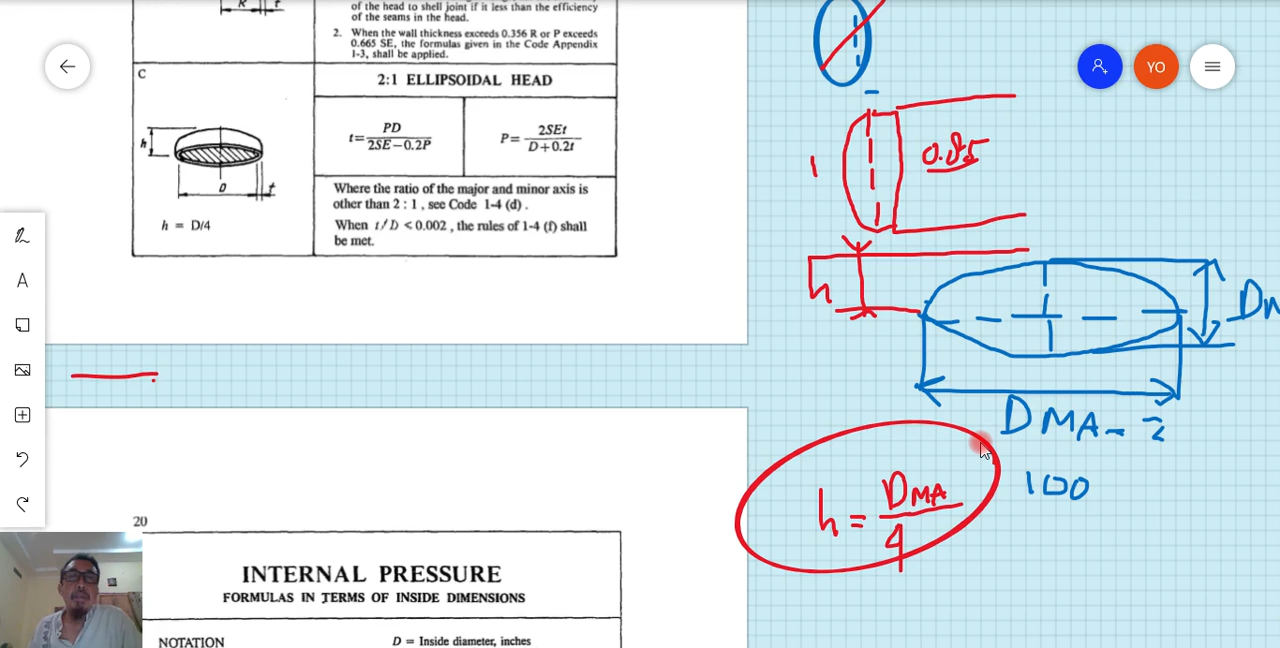 of the head to shell joint if it less than the efficiency
of the seams in the head.
2. When the wall thickness exceeds 0.356 R or P exceeds
0.665 SE, the formulas given in the Code Appendix
1-3, shall be applied.
C
2:1 ELLIPSOIDAL HEAD
h
D
t
h = D/4
t= PD
2SE−0.2P
P= 2SEt
D+0.2t
Where the ratio of the major and minor axis is
other than 2 : 1, see Code 1-4 (d) .
When t/D < 0.002 , the rules of 1-4 (f) shall
be met.
20
INTERNAL PRESSURE
FORMULAS IN TERMS OF INSIDE DIMENSIONS
NOTATION
D = Inside diameter, inches
YO
A
1
0.85
h
DMA = 2
100
h = DMA
4